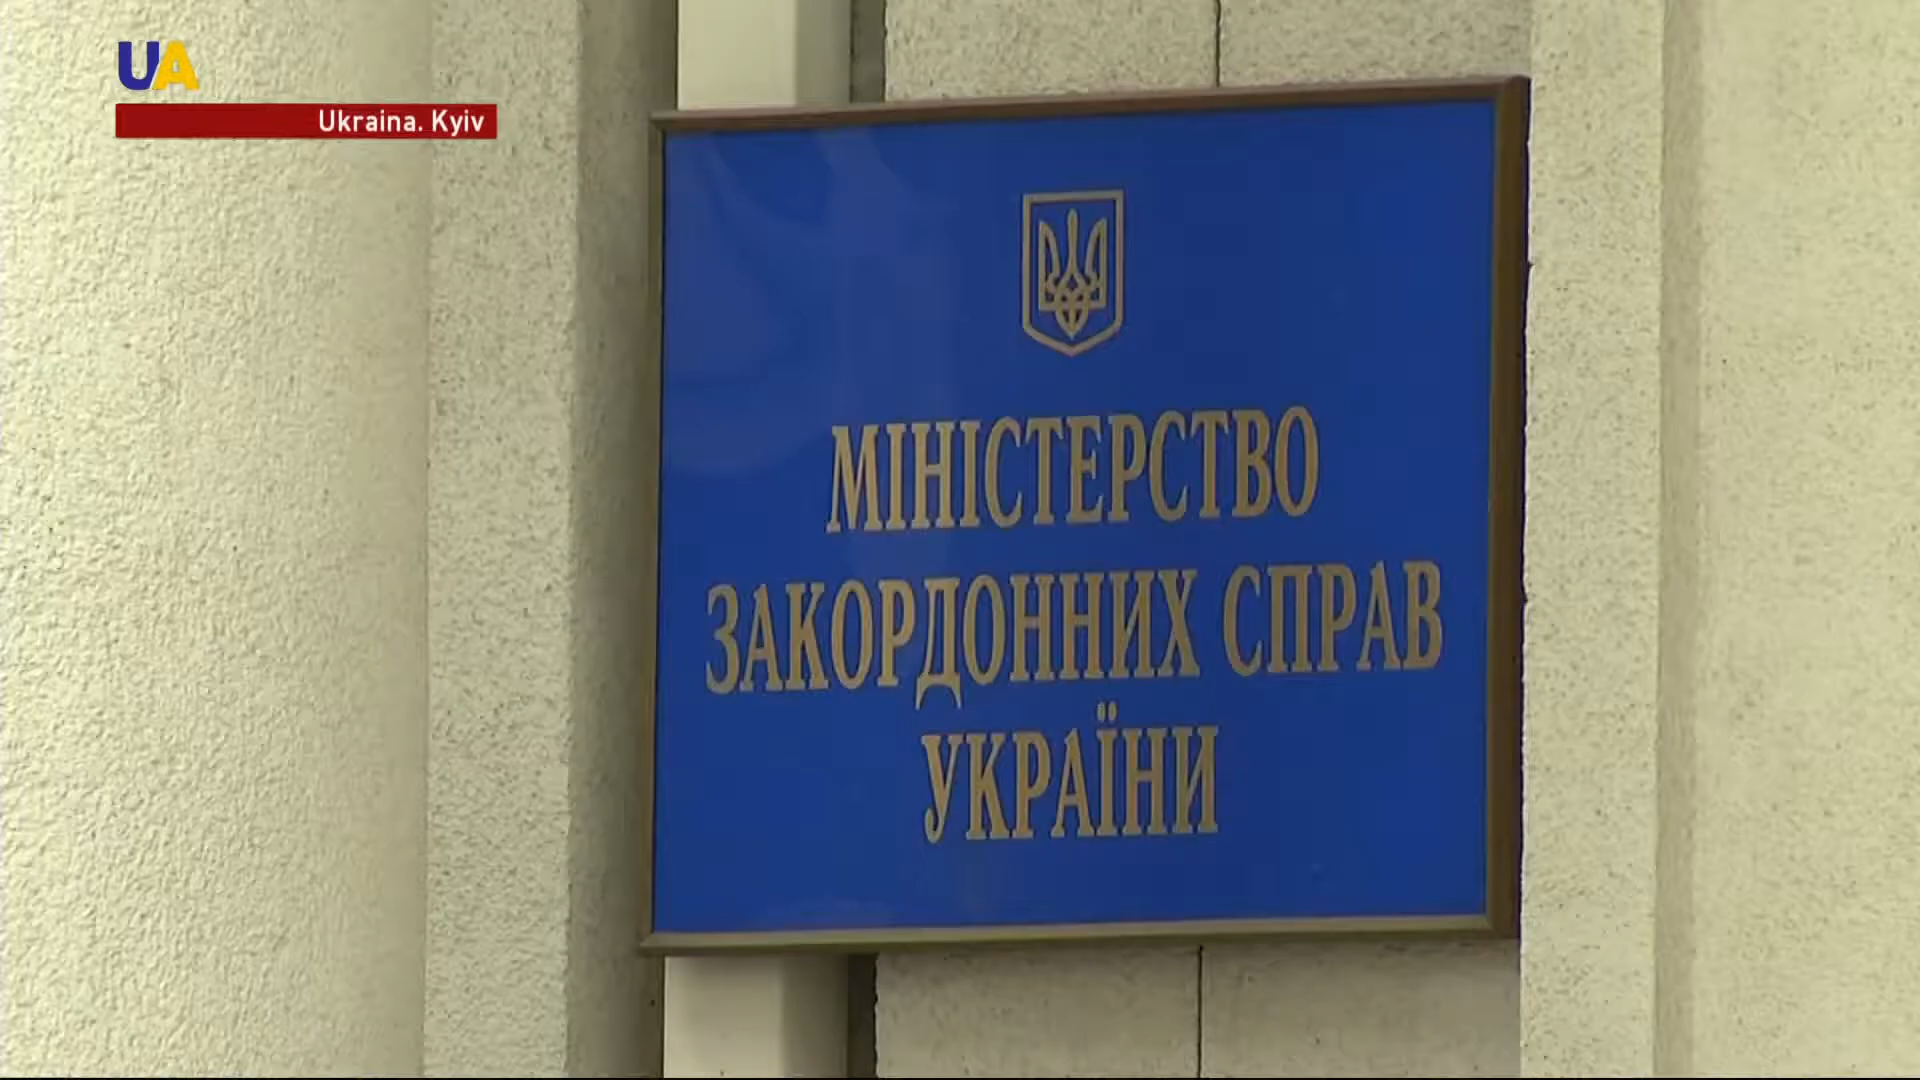 UA
Ukraina. Kyiv
МІНІСТЕРСТВО
ЗАКОРДОННИХ СПРАВ
УКРАЇНИ